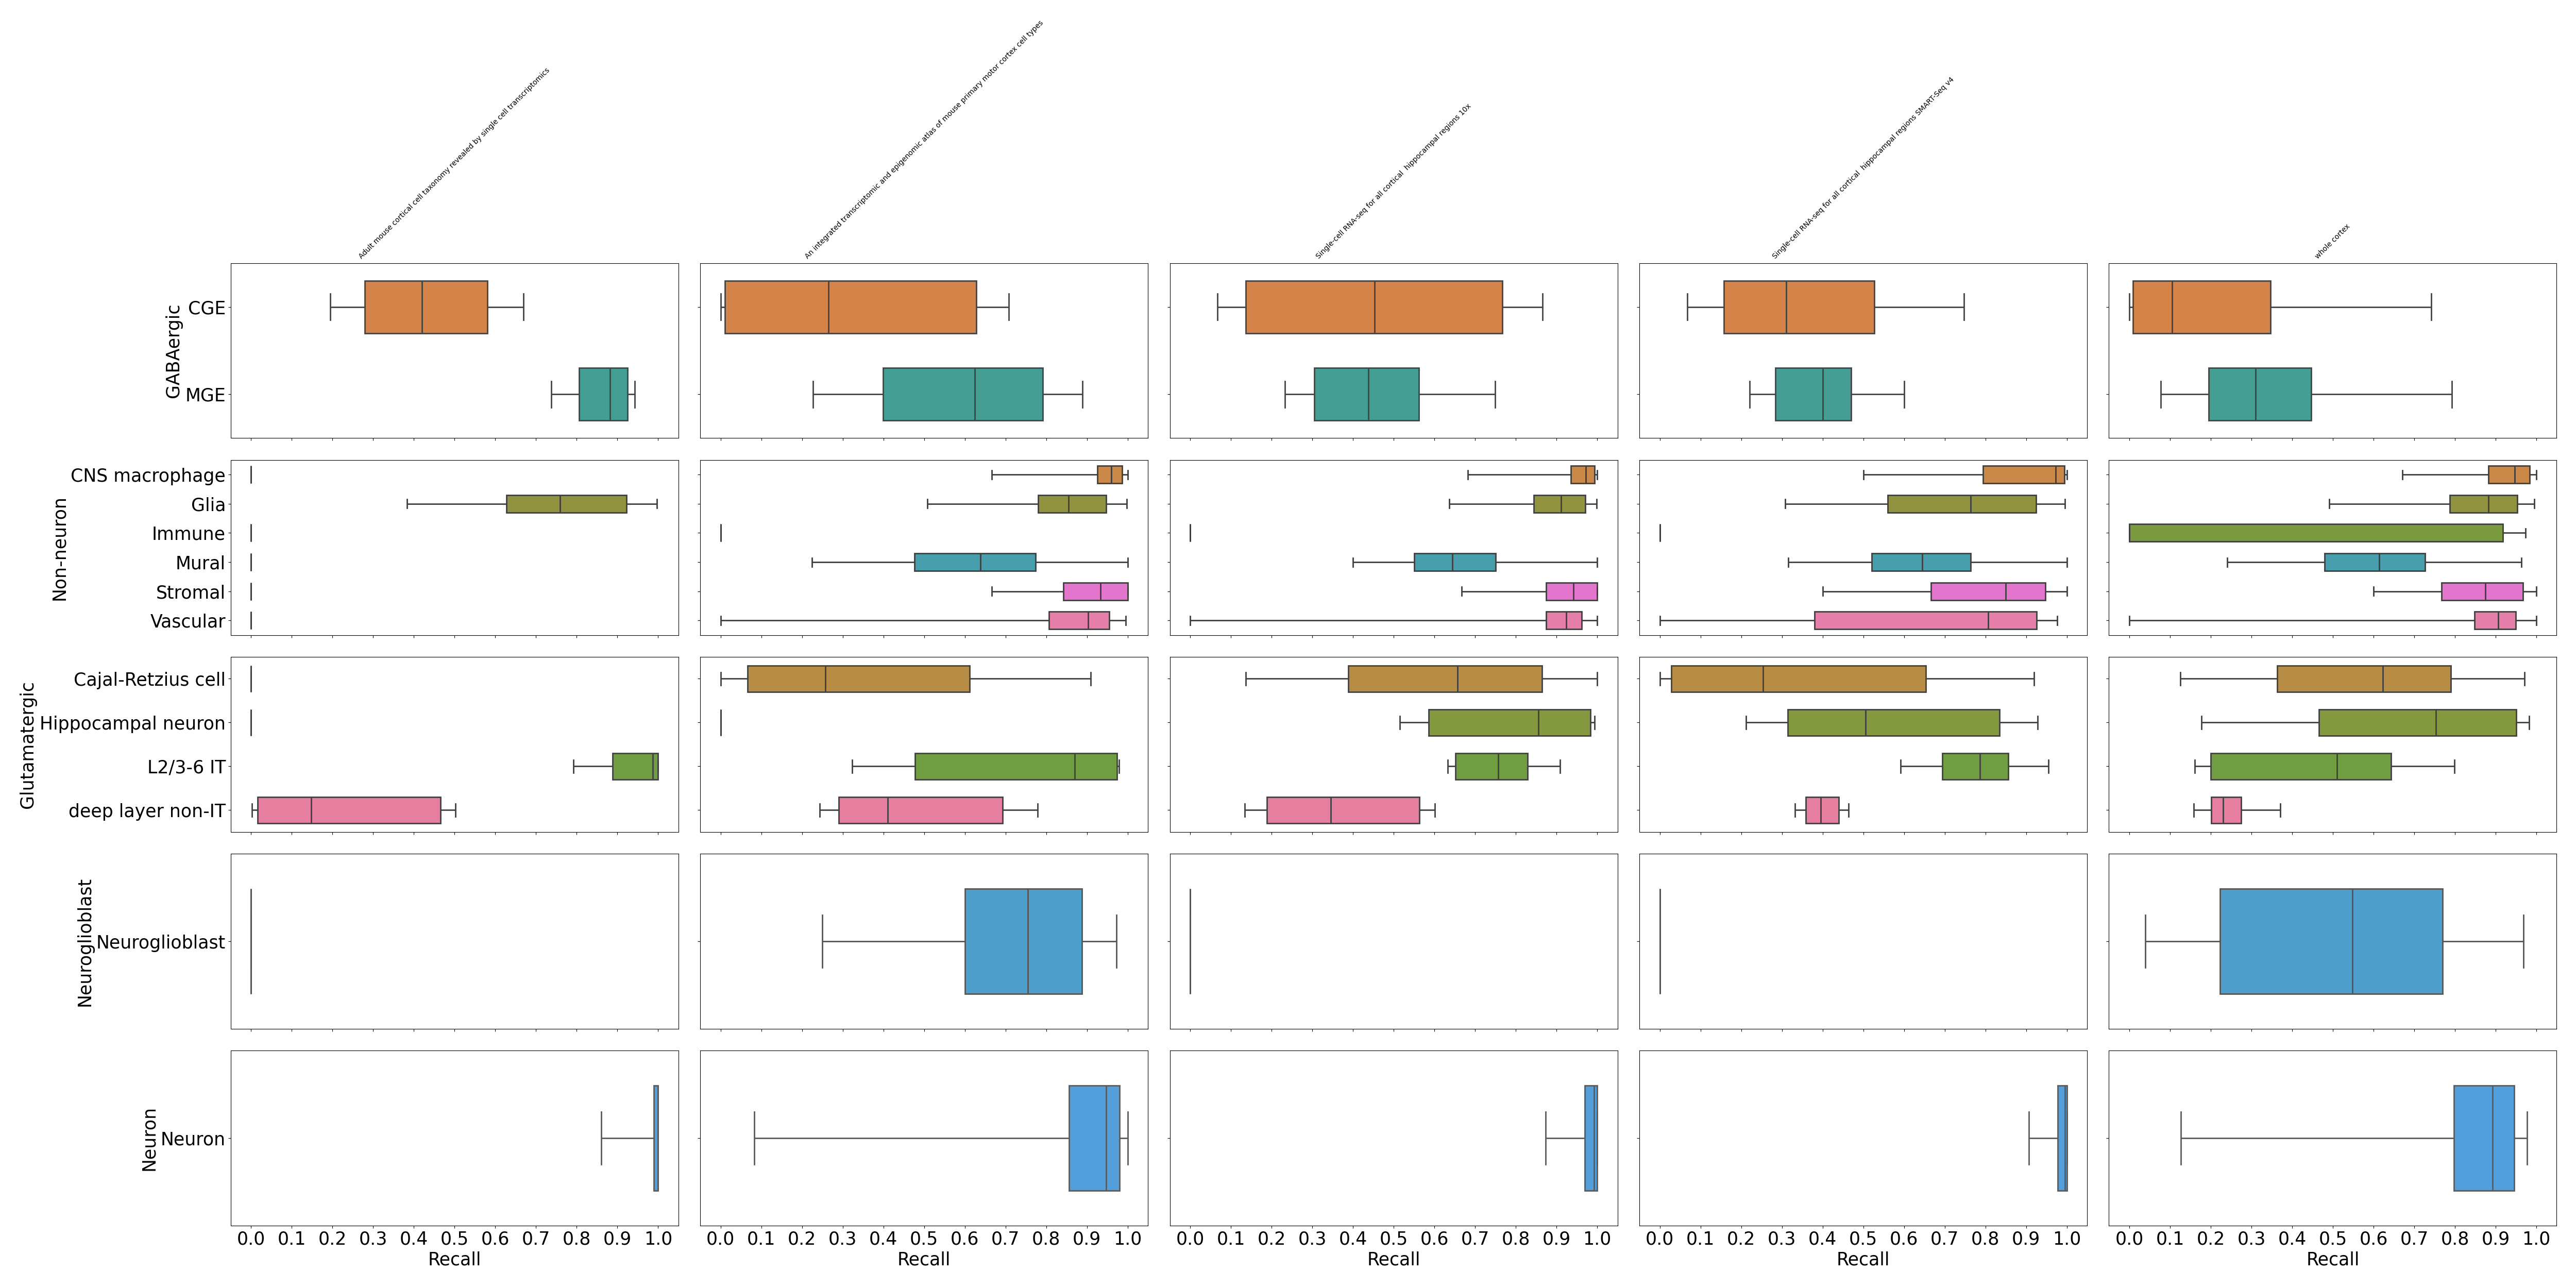 Adult mouse cortical cell taxonomy revealed by single cell transcriptomics
An integrated transcriptomic and epigenomic atlas of mouse primary motor cortex cell types
Single-cell RNA-seq for all cortical  hippocampal regions 10x
Single-cell RNA-seq for all cortical  hippocampal regions SMART-Seq v4
whole cortex
GABAergic
CGE
MGE
Non-neuron
CNS macrophage
Glia
Immune
Mural
Stromal
Vascular
Glutamatergic
Cajal-Retzius cell
Hippocampal neuron
L2/3-6 IT
deep layer non-IT
Neuroglioblast
Neuroglioblast
Neuron
Neuron
0.0 0.1 0.2 0.3 0.4 0.5 0.6 0.7 0.8 0.9 1.0
Recall
0.0 0.1 0.2 0.3 0.4 0.5 0.6 0.7 0.8 0.9 1.0
Recall
0.0 0.1 0.2 0.3 0.4 0.5 0.6 0.7 0.8 0.9 1.0
Recall
0.0 0.1 0.2 0.3 0.4 0.5 0.6 0.7 0.8 0.9 1.0
Recall
0.0 0.1 0.2 0.3 0.4 0.5 0.6 0.7 0.8 0.9 1.0
Recall